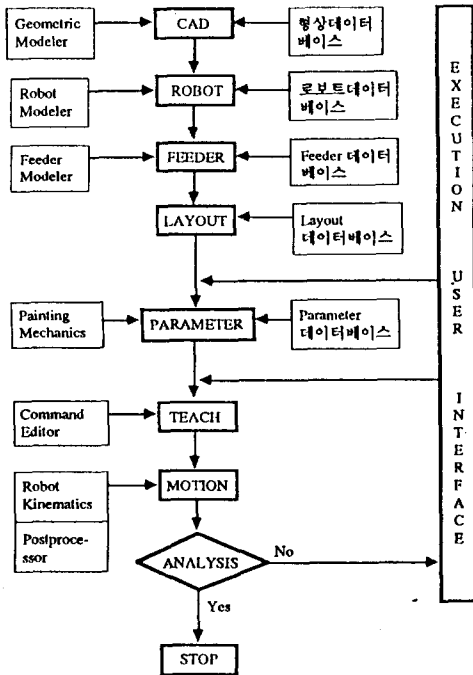 Geometric
Modeler
CAD
형상데이터
베이스
Robot
Modeler
ROBOT
로보트데이터
베이스
Feeder
Modeler
FEEDER
Feeder 데이터
베이스
LAYOUT
Layout
데이터베이스
Painting
Mechanics
PARAMETER
Parameter
데이터베이스
Command
Editor
TEACH
Robot
Kinematics
MOTION
Postproce-
ssor
ANALYSIS
No
Yes
STOP
EXECUTION
USER
INTERFACE